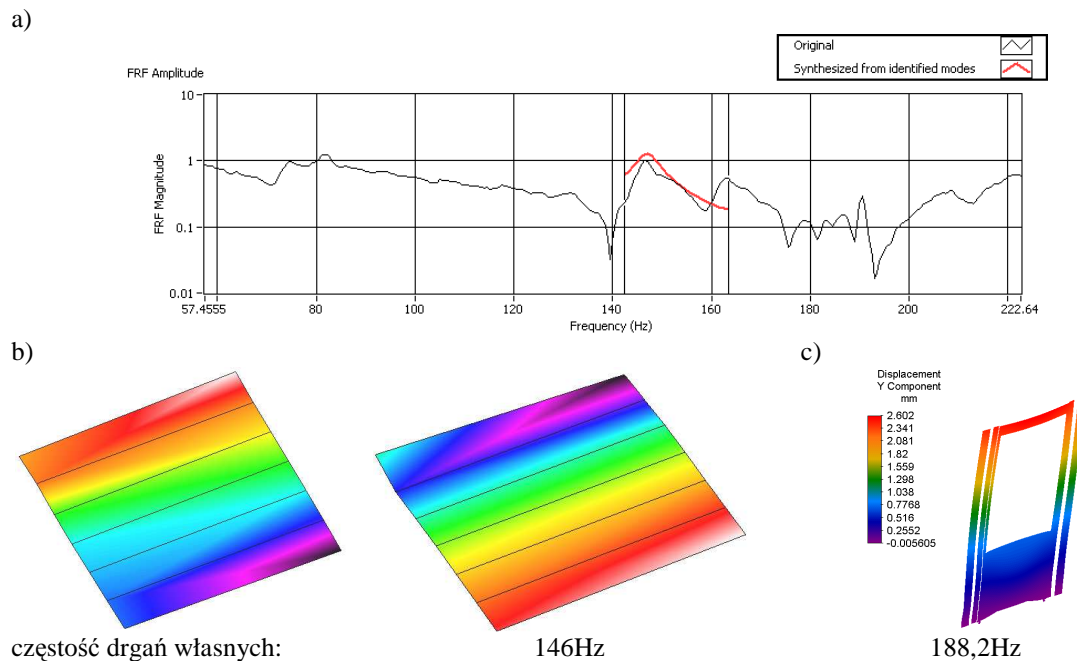 a)
Original
Synthesized from identified modes
FRF Amplitude
FRF Magnitude
10
1
0.1
0.01
57.4555 80 100 120 140 160 180 200 222.64
Frequency (Hz)
b)
c)
Displacement
Y Component
mm
2.602
2.341
2.081
1.82
1.559
1.298
1.038
0.7768
0.516
0.2552
-0.005605
częstość drgań własnych: 146Hz 188,2Hz